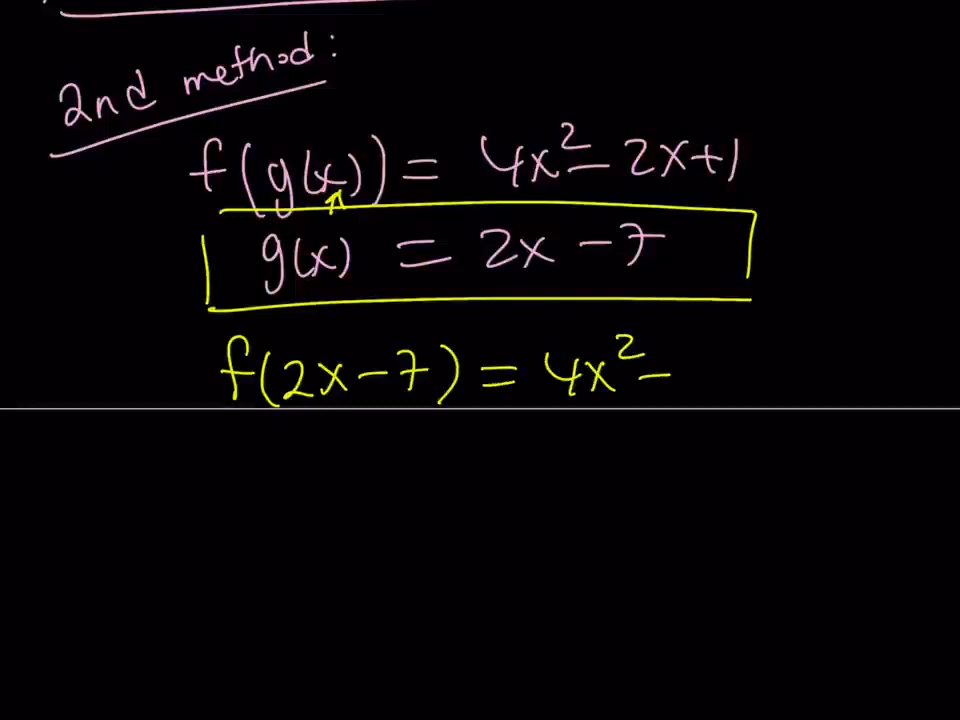 2nd method:
f(g(x)) = 4x² - 2x + 1
g(x) = 2x - 7
f(2x - 7) = 4x² -